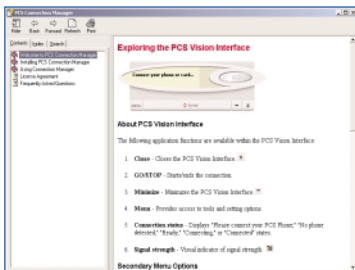 PCS Connection Manager
Hide Back Forward Refresh Print
Contents Index Search
Welcome to PCS Connection Manager
Installing PCS Connection Manager
Using Connection Manager
License Agreement
Frequently Asked Questions
Exploring the PCS Vision Interface
Connect your phone or card...
About PCS Vision Interface
The following application functions are available within the PCS Vision Interface:
1. Close - Closes the PCS Vision Interface.
2. GO/STOP - Starts/ends the connection.
3. Minimize - Minimizes the PCS Vision Interface.
4. Menu - Provides access to tools and setting options.
5. Connection status - Displays "Please connect your PCS Phone," "No phone
detected," "Ready," "Connecting," or "Connected" states.
6. Signal strength - Visual indicator of signal strength.
Secondary Menu Options